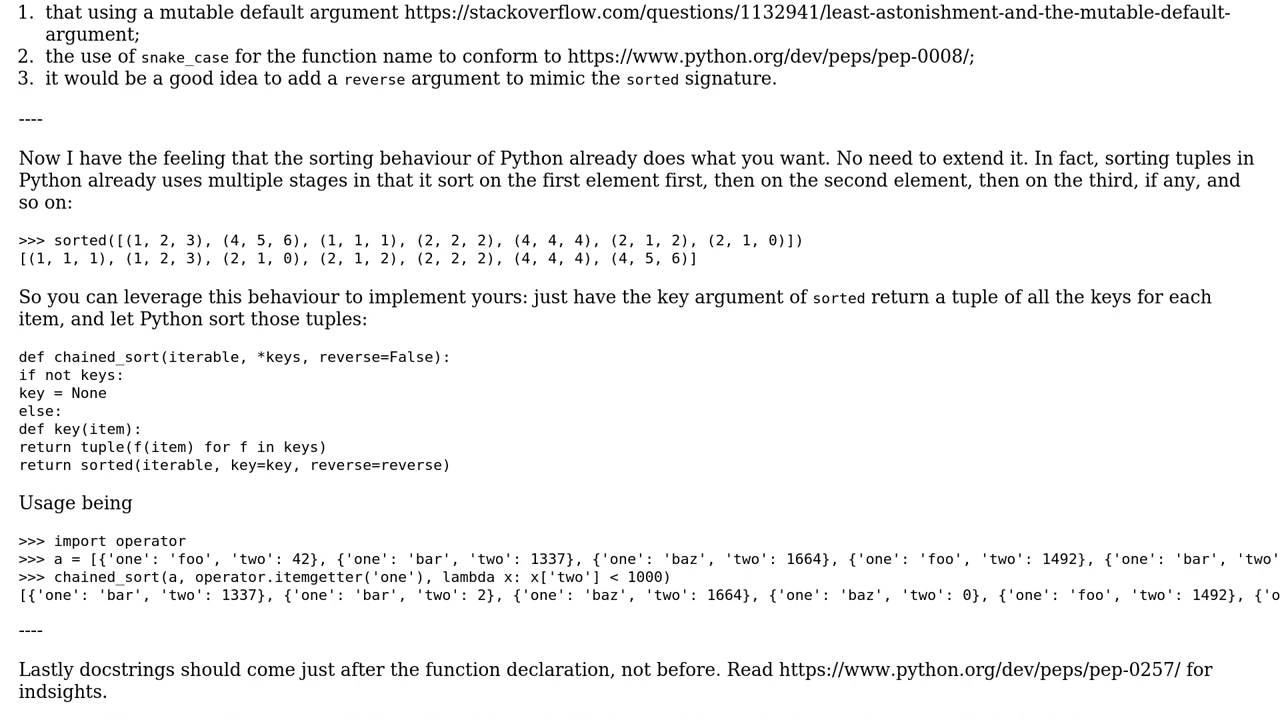 1. that using a mutable default argument https://stackoverflow.com/questions/1132941/least-astonishment-and-the-mutable-default-
argument;
2. the use of snake_case for the function name to conform to https://www.python.org/dev/peps/pep-0008/;
3. it would be a good idea to add a reverse argument to mimic the sorted signature.
----
Now I have the feeling that the sorting behaviour of Python already does what you want. No need to extend it. In fact, sorting tuples in
Python already uses multiple stages in that it sort on the first element first, then on the second element, then on the third, if any, and
so on:
>>> sorted([(1, 2, 3), (4, 5, 6), (1, 1, 1), (2, 2, 2), (4, 4, 4), (2, 1, 2), (2, 1, 0)])
[(1, 1, 1), (1, 2, 3), (2, 1, 0), (2, 1, 2), (2, 2, 2), (4, 4, 4), (4, 5, 6)]
So you can leverage this behaviour to implement yours: just have the key argument of sorted return a tuple of all the keys for each
item, and let Python sort those tuples:
def chained_sort(iterable, *keys, reverse=False):
if not keys:
key = None
else:
def key(item):
return tuple(f(item) for f in keys)
return sorted(iterable, key=key, reverse=reverse)
Usage being
>>> import operator
>>> a = [{'one': 'foo', 'two': 42}, {'one': 'bar', 'two': 1337}, {'one': 'baz', 'two': 1664}, {'one': 'foo', 'two': 1492}, {'one': 'bar', 'two'
>>> chained_sort(a, operator.itemgetter('one'), lambda x: x['two'] < 1000)
[{'one': 'bar', 'two': 1337}, {'one': 'bar', 'two': 2}, {'one': 'baz', 'two': 1664}, {'one': 'baz', 'two': 0}, {'one': 'foo', 'two': 1492}, {'o
----
Lastly docstrings should come just after the function declaration, not before. Read https://www.python.org/dev/peps/pep-0257/ for
indsights.